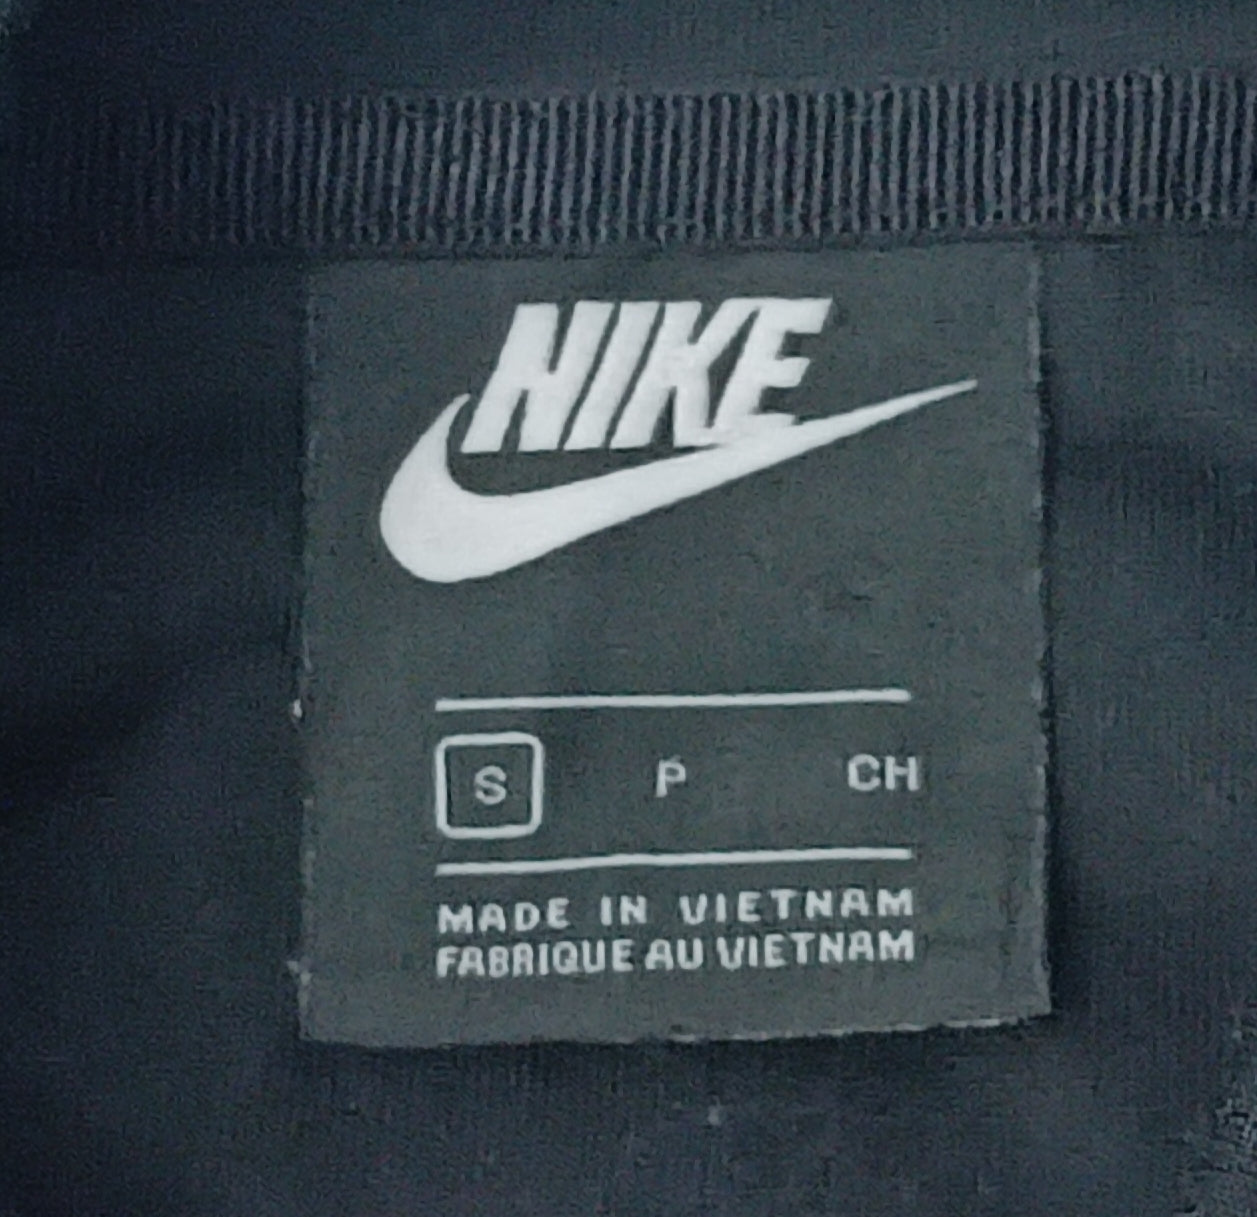 NIKE
S P CH
MADE IN VIETNAM
FABRIQUE AU VIETNAM